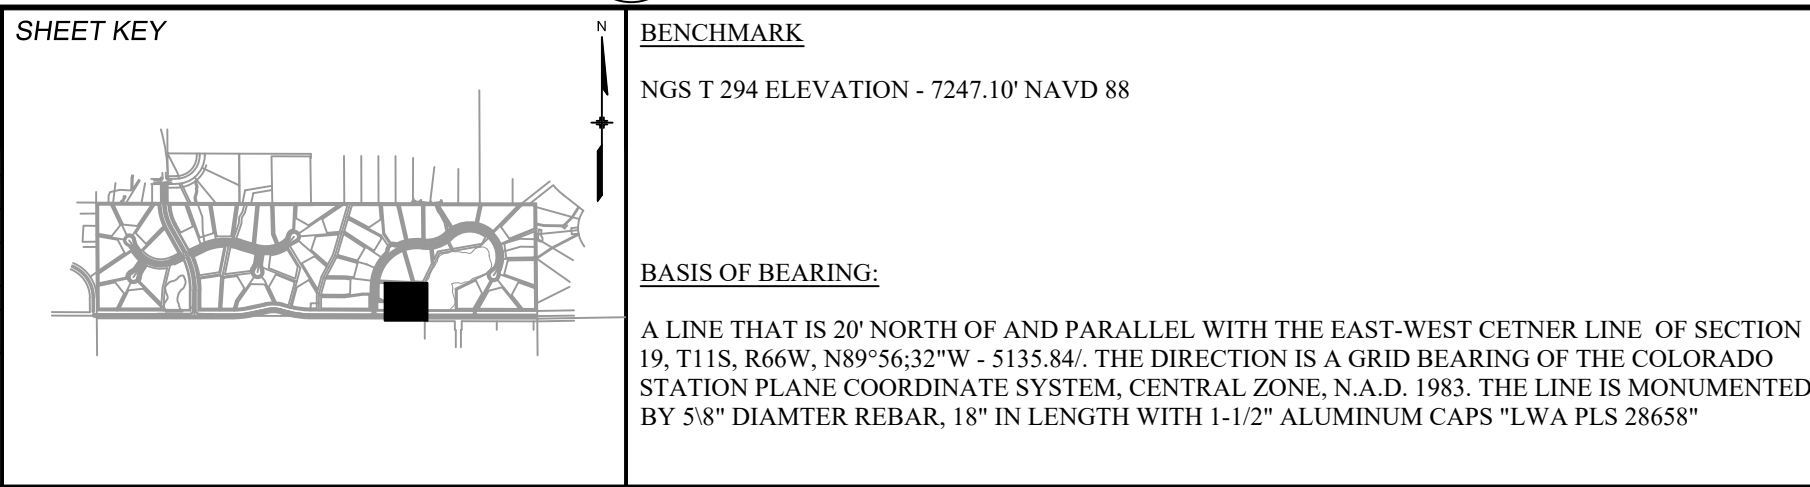 SHEET KEY
N
BENCHMARK
NGS T 294 ELEVATION - 7247.10' NAVD 88
BASIS OF BEARING:
A LINE THAT IS 20' NORTH OF AND PARALLEL WITH THE EAST-WEST CETNER LINE OF SECTION
19, T11S, R66W, N89°56;32"W - 5135.84/. THE DIRECTION IS A GRID BEARING OF THE COLORADO
STATION PLANE COORDINATE SYSTEM, CENTRAL ZONE, N.A.D. 1983. THE LINE IS MONUMENTED
BY 5\8" DIAMTER REBAR, 18" IN LENGTH WITH 1-1/2" ALUMINUM CAPS "LWA PLS 28658"